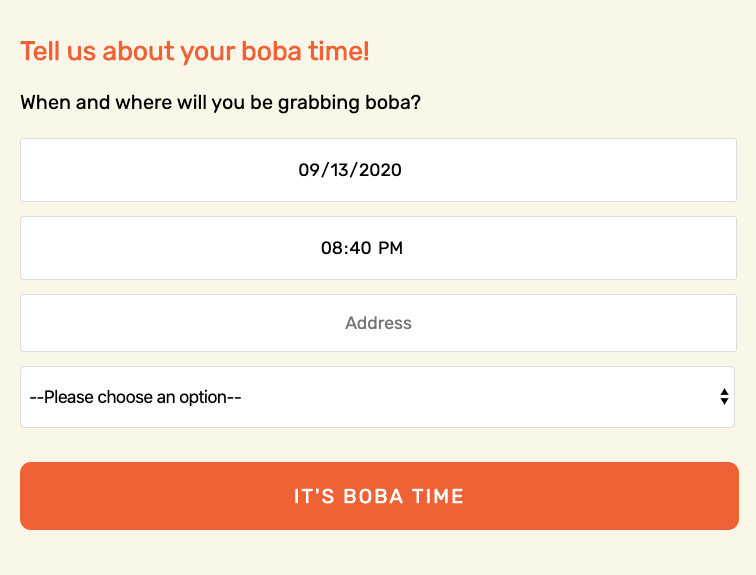 Tell us about your boba time!
When and where will you be grabbing boba?
09/13/2020
08:40 PM
Address
--Please choose an option--
IT'S BOBA TIME